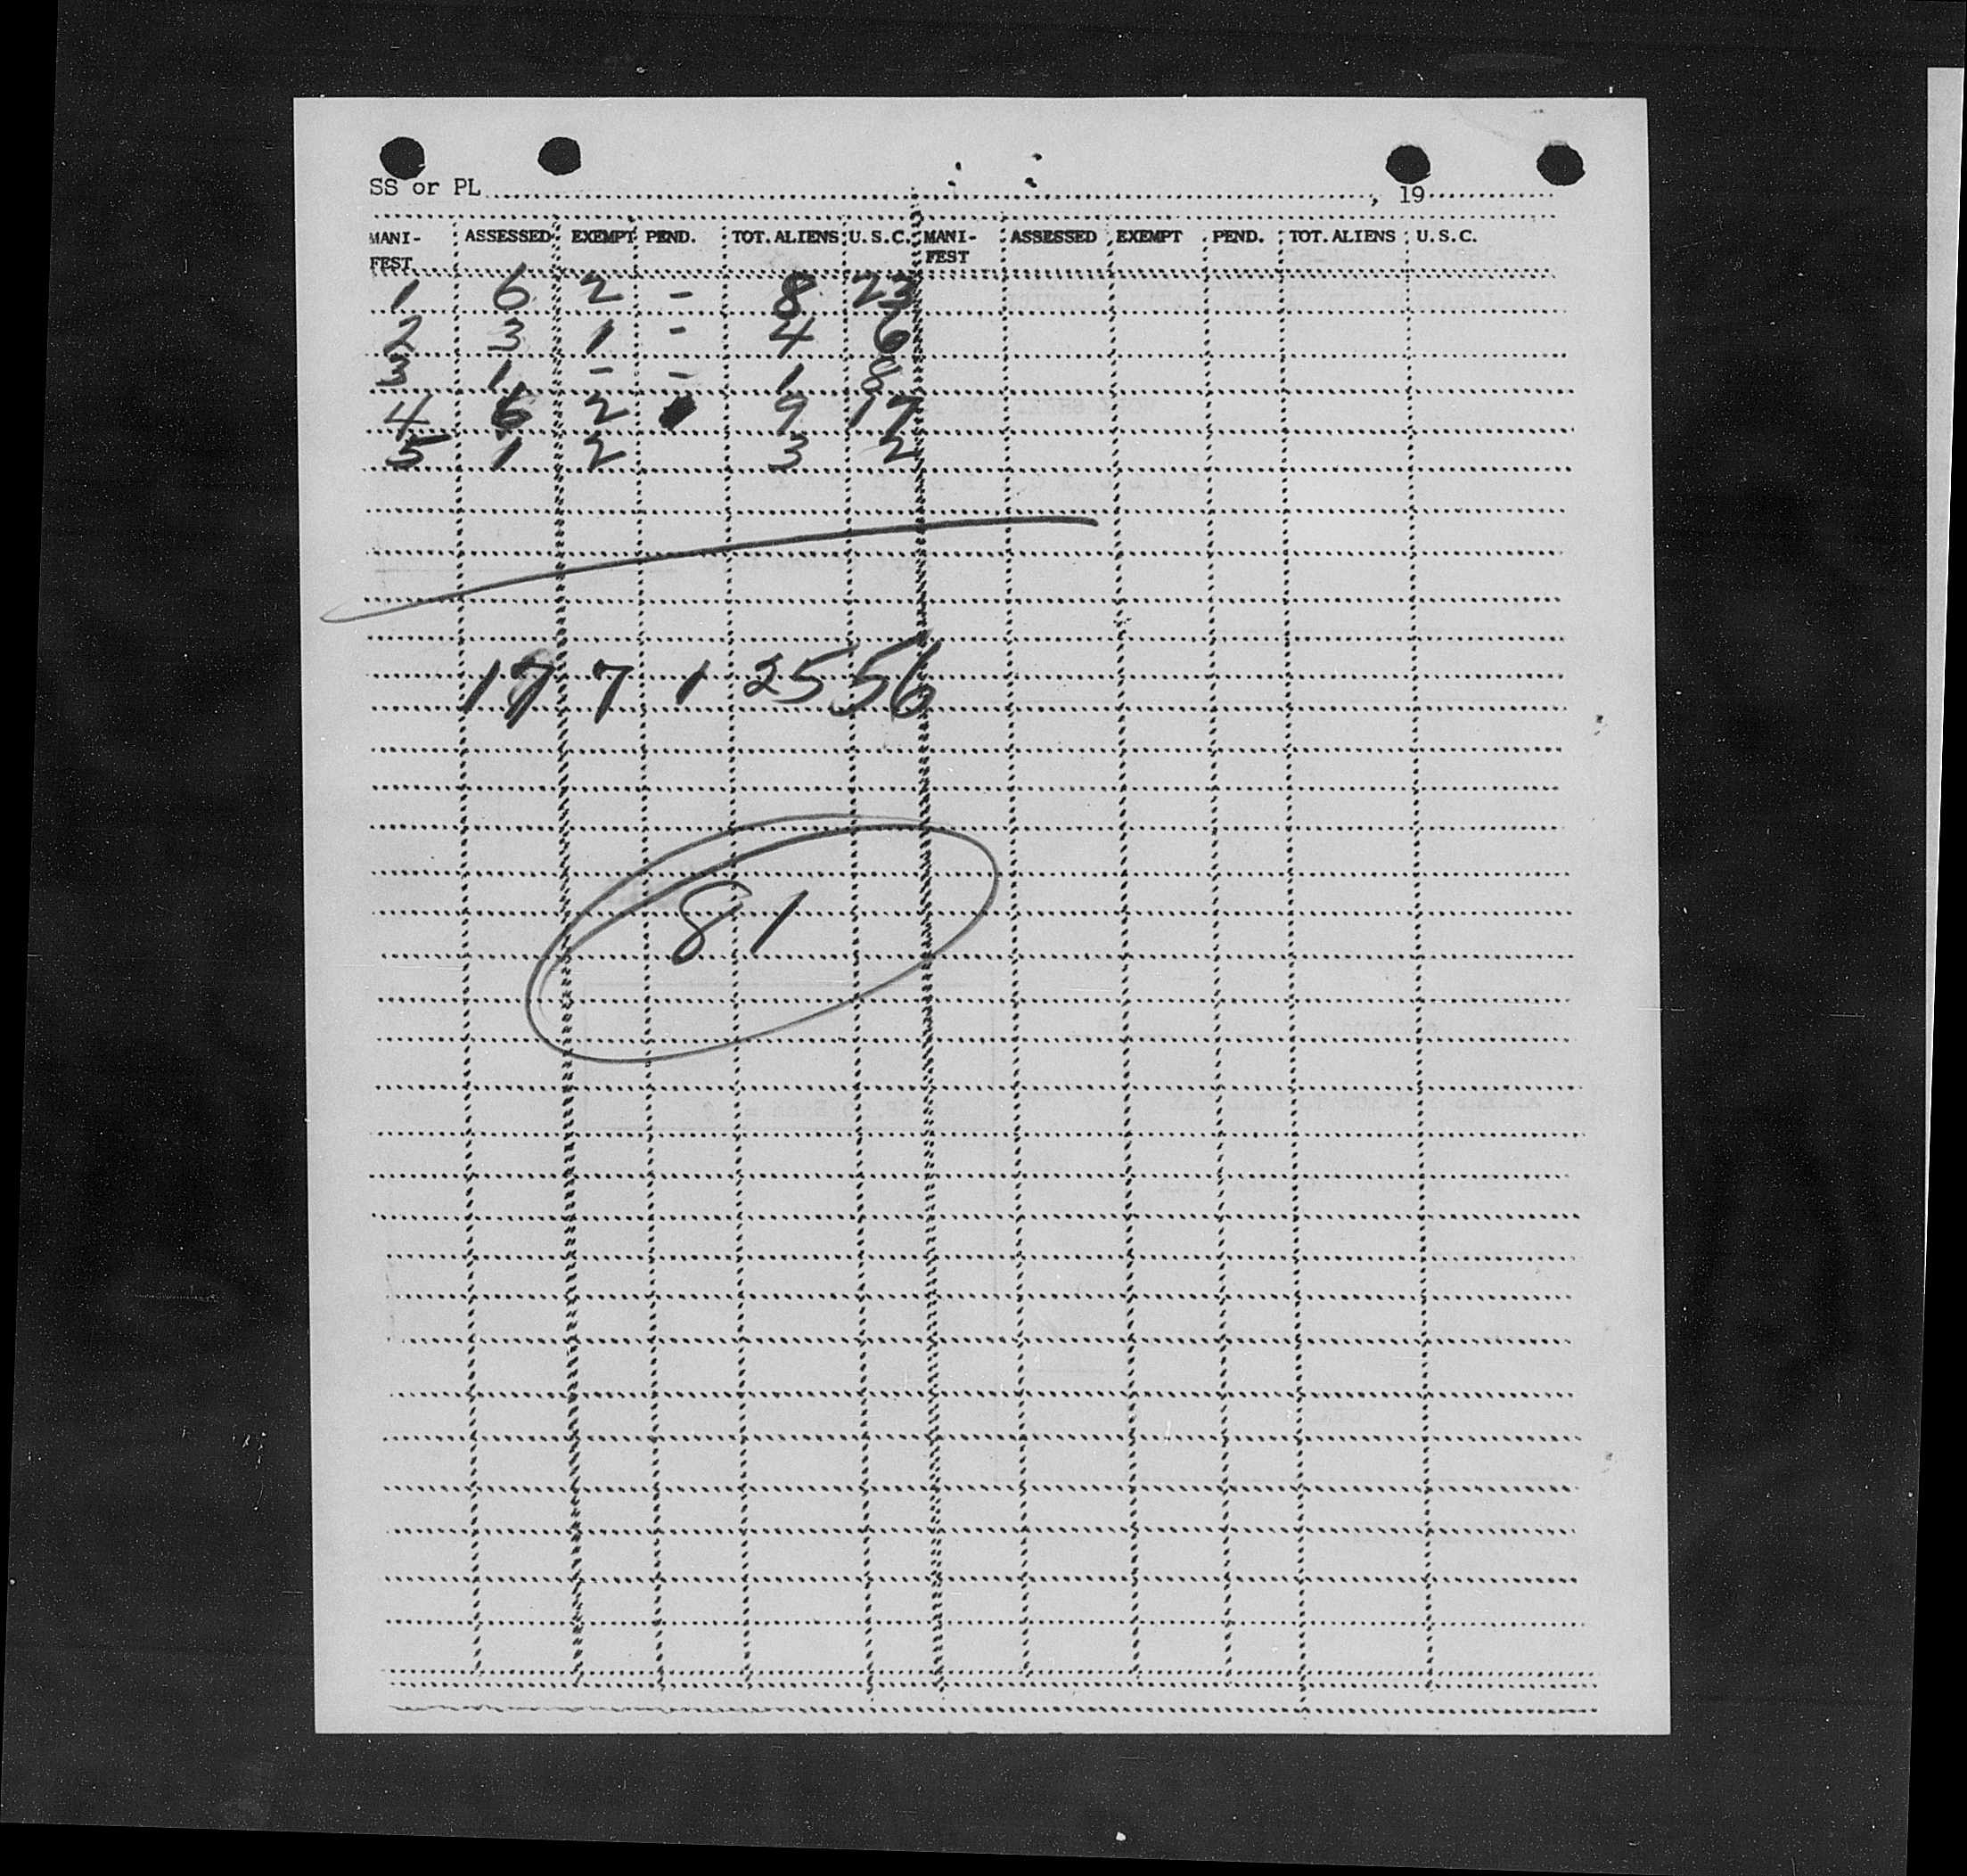 SS or PL , 19
MANI- ASSESSED EXEMPT PEND. TOT. ALIENS U. S. C. MANI- ASSESSED EXEMPT PEND. TOT. ALIENS U. S. C.
FEST FEST
1 6 2 - 8 23
2 3 1 - 4 6
3 1 - - 1 8
4 6 2 1 9 17
5 1 2 3 2
17 7 1 25 56
81